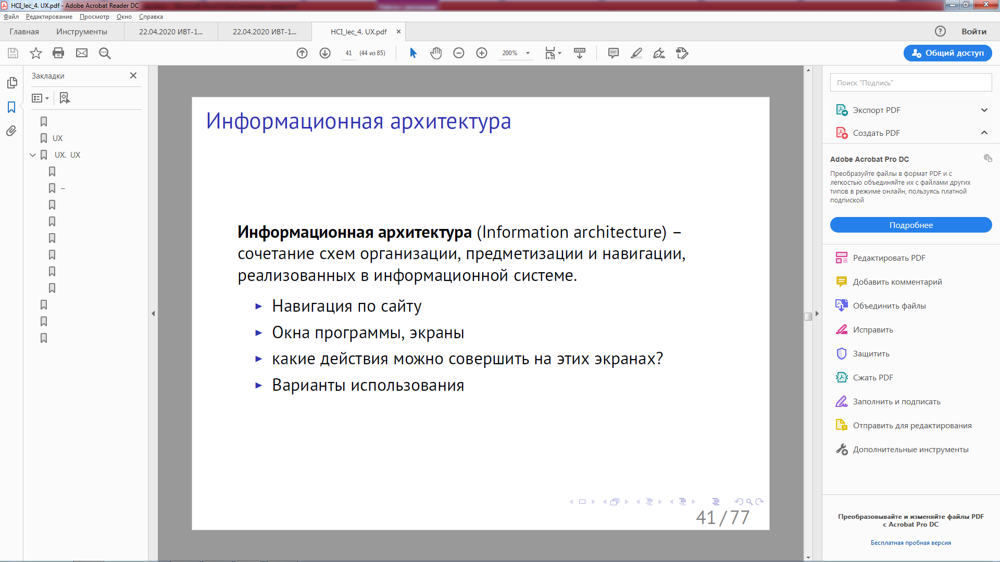 HCI_lec_4. UX.pdf - Adobe Acrobat Reader DC
Файл Редактирование Просмотр Окно Справка
Главная Инструменты 22.04.2020 ИВТ-1... 22.04.2020 ИВТ-1... HCI_lec_4. UX.pdf Войти
41 (44 из 85) 200% Общий доступ
Закладки
UX
UX. UX
–
Информационная архитектура
Информационная архитектура (Information architecture) –
сочетание схем организации, предметизации и навигации,
реализованных в информационной системе.
Навигация по сайту
Окна программы, экраны
какие действия можно совершить на этих экранах?
Варианты использования
41 / 77
Поиск "Подпись"
Экспорт PDF
Создать PDF
Adobe Acrobat Pro DC
Преобразуйте файлы в формат PDF и с
легкостью объединяйте их с файлами других
типов в режиме онлайн, пользуясь платной
подпиской
Подробнее
Редактировать PDF
Добавить комментарий
Объединить файлы
Исправить
Защитить
Сжать PDF
Заполнить и подписать
Отправить для редактирования
Дополнительные инструменты
Преобразовывайте и изменяйте файлы PDF
с Acrobat Pro DC
Бесплатная пробная версия